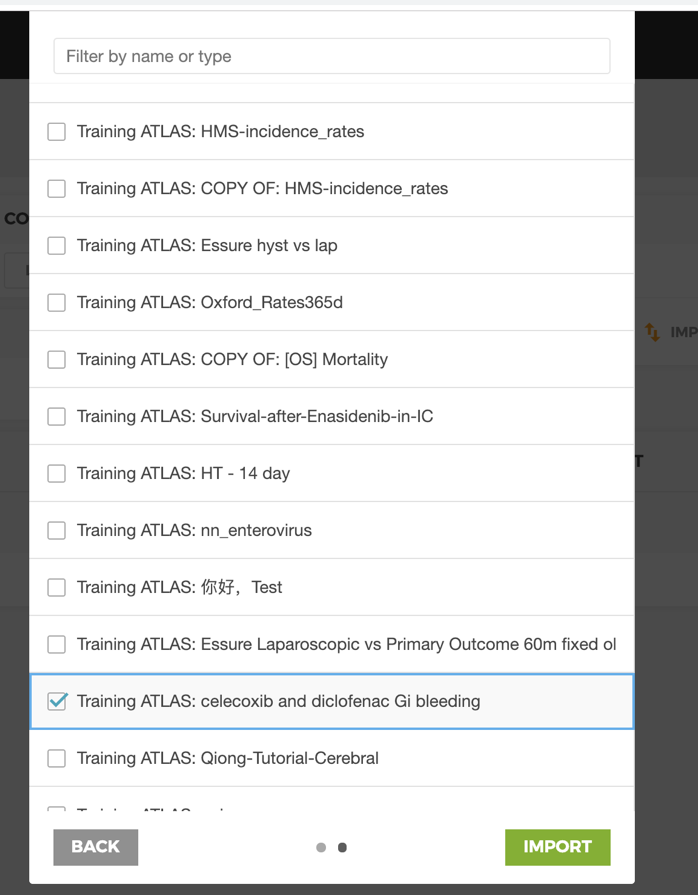 Filter by name or type
Training ATLAS: HMS-incidence_rates
Training ATLAS: COPY OF: HMS-incidence_rates
CO
Training ATLAS: Essure hyst vs lap
Training ATLAS: Oxford_Rates365d
IMP
Training ATLAS: COPY OF: [OS] Mortality
Training ATLAS: Survival-after-Enasidenib-in-IC
T
Training ATLAS: HT - 14 day
Training ATLAS: nn_enterovirus
Training ATLAS: 你好，Test
Training ATLAS: Essure Laparoscopic vs Primary Outcome 60m fixed ol
Training ATLAS: celecoxib and diclofenac Gi bleeding
Training ATLAS: Qiong-Tutorial-Cerebral
Training ATLAS:
BACK
IMPORT